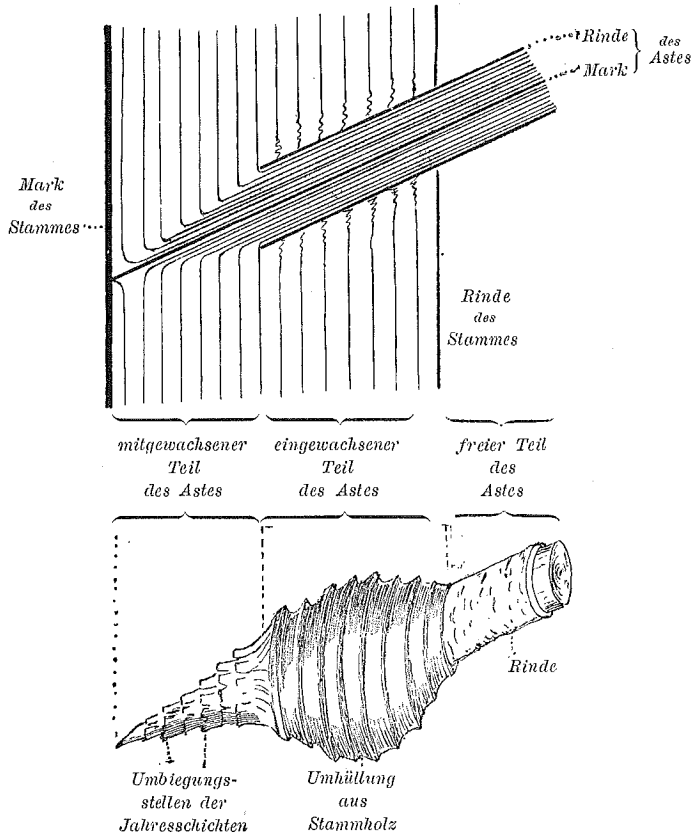 Rinde
Mark
des
Astes
Mark
des
Stammes
Rinde
des
Stammes
mitgewachsener
Teil
des Astes
eingewachsener
Teil
des Astes
freier Teil
des
Astes
Rinde
Umbiegungs-
stellen der
Jahresschichten
Umhüllung
aus
Stammholz